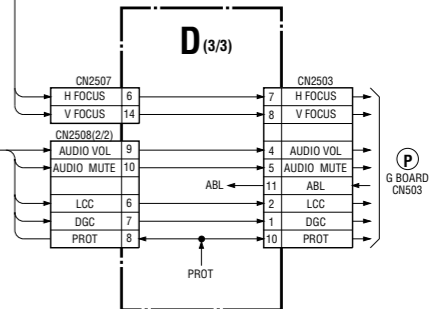 D (3/3)
CN2507
H FOCUS 6
V FOCUS 14
CN2508(2/2)
AUDIO VOL 9
AUDIO MUTE 10
LCC 6
DGC 7
PROT 8
ABL
PROT
CN2503
7 H FOCUS
8 V FOCUS
4 AUDIO VOL
5 AUDIO MUTE
11 ABL
2 LCC
1 DGC
10 PROT
P
G BOARD
CN503